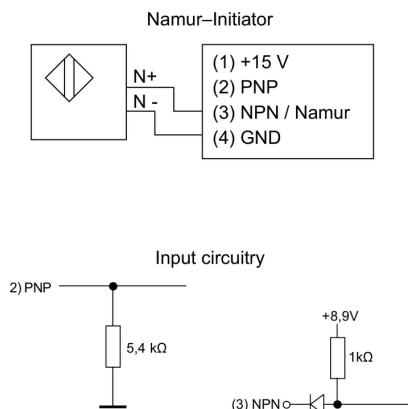 Namur–Initiator
N+
N -
(1) +15 V
(2) PNP
(3) NPN / Namur
(4) GND
Input circuitry
2) PNP
5,4 kΩ
+8,9V
1kΩ
(3) NPN